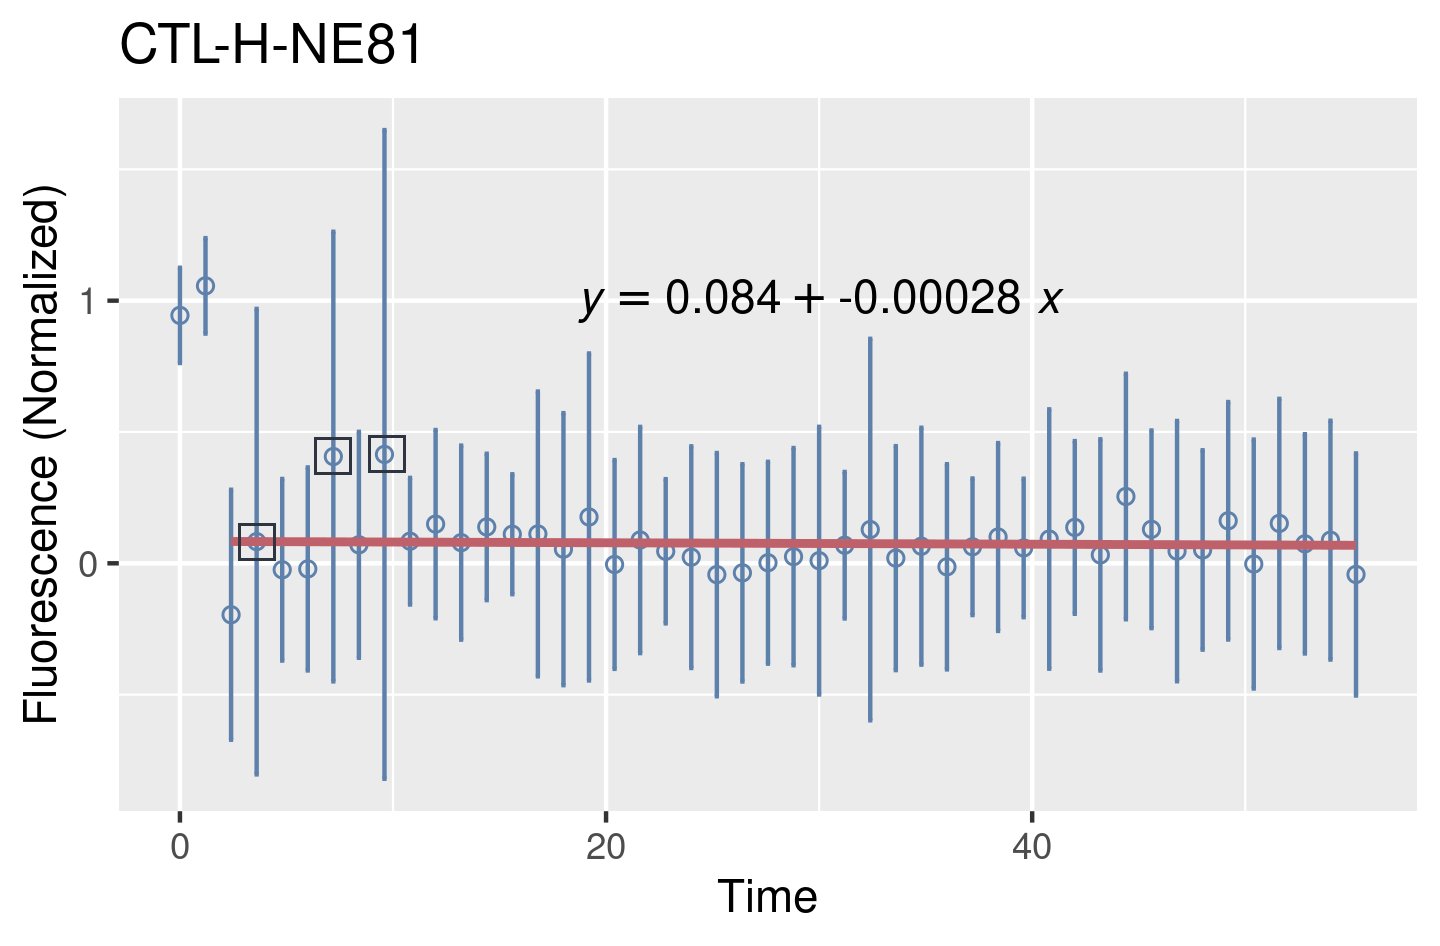 CTL-H-NE81
Fluorescence (Normalized)
1
0
y = 0.084 + -0.00028 x
0 20 40
Time